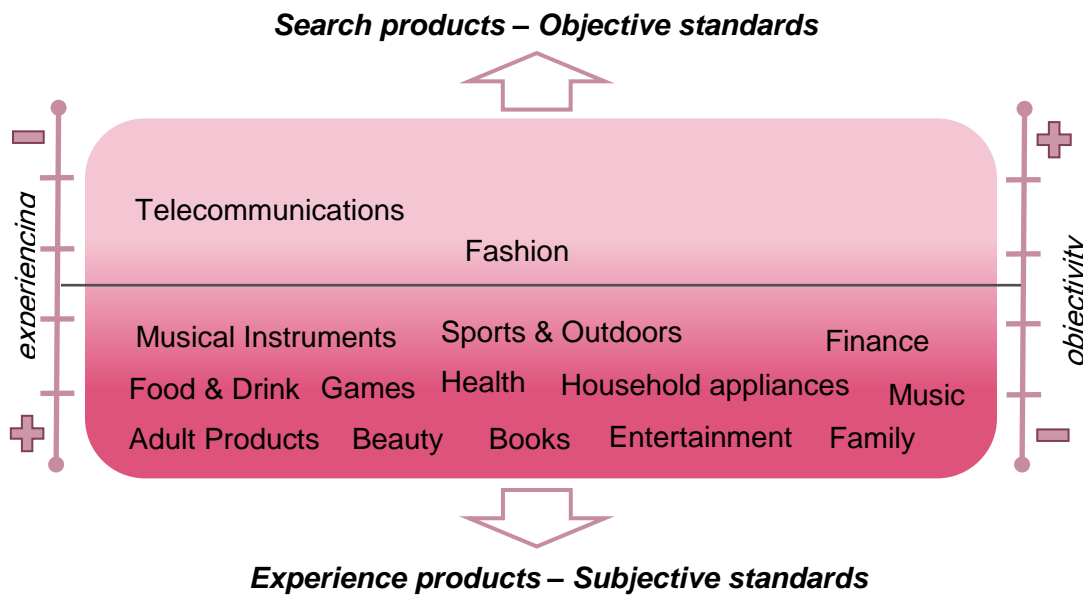 Search products – Objective standards
experiencing
objectivity
Telecommunications
Fashion
Musical Instruments Sports & Outdoors Finance
Food & Drink Games Health Household appliances Music
Adult Products Beauty Books Entertainment Family
Experience products – Subjective standards